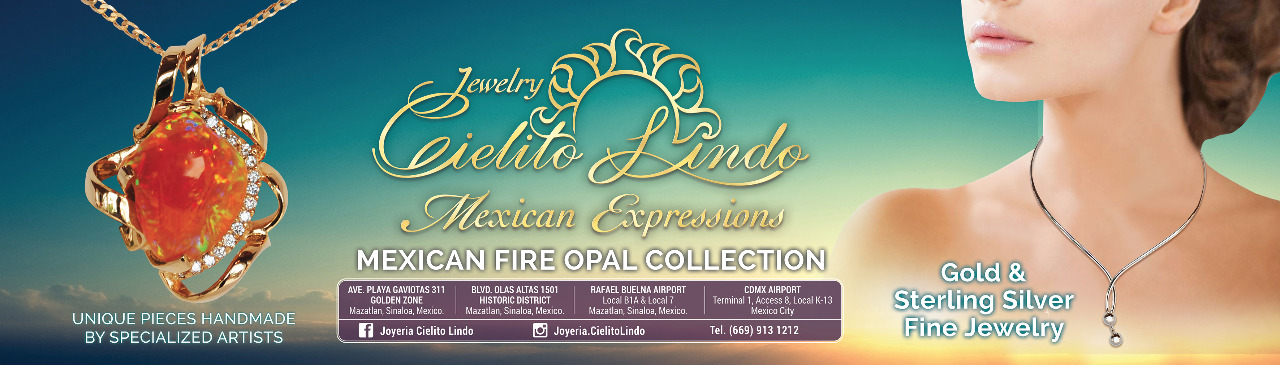 Jewelry
Cielito Lindo
Mexican Expressions
MEXICAN FIRE OPAL COLLECTION
AVE. PLAYA GAVIOTAS 311
GOLDEN ZONE
Mazatlan, Sinaloa, Mexico.
BLVD. OLAS ALTAS 1501
HISTORIC DISTRICT
Mazatlan, Sinaloa, Mexico.
RAFAEL BUELNA AIRPORT
Local B1A & Local 7
Mazatlan, Sinaloa, Mexico.
CDMX AIRPORT
Terminal 1, Access 8, Local K-13
Mexico City
Joyeria Cielito Lindo
Joyeria.CielitoLindo
Tel. (669) 913 1212
UNIQUE PIECES HANDMADE
BY SPECIALIZED ARTISTS
Gold &
Sterling Silver
Fine Jewelry